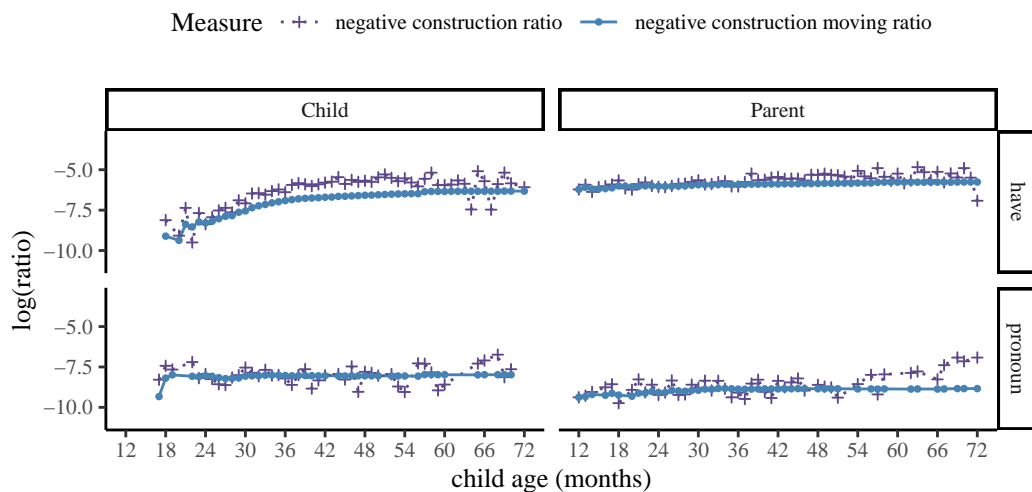 Measure negative construction ratio negative construction moving ratio
Child
Parent
−5.0
−7.5
−10.0
have
−5.0
−7.5
−10.0
pronoun
log(ratio)
12 18 24 30 36 42 48 54 60 66 72
12 18 24 30 36 42 48 54 60 66 72
child age (months)